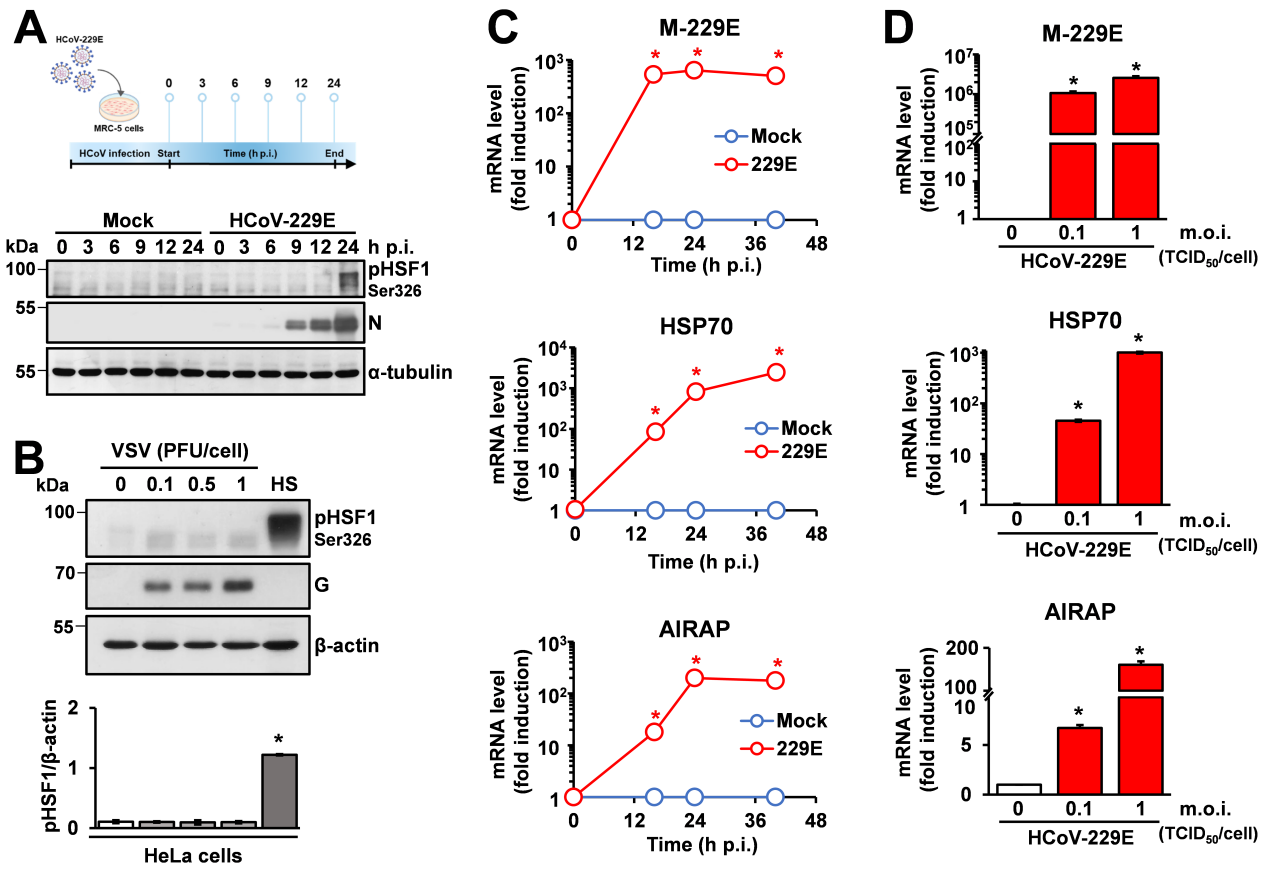 A
HCoV-229E
MRC-5 cells
0 3 6 9 12 24
HCoV infection Start Time (h p.i.) End
Mock HCoV-229E
kDa 0 3 6 9 12 24 0 3 6 9 12 24 h p.i.
100 pHSF1
Ser326
55 N
55 α-tubulin
B
VSV (PFU/cell)
kDa 0 0.1 0.5 1 HS
100 pHSF1
Ser326
70 G
55 β-actin
pHSF1/β-actin
2
1
0
*
HeLa cells
C
M-229E
mRNA level
(fold induction)
10³
10²
10
1
* * *
Mock
229E
0 12 24 36 48
Time (h p.i.)
HSP70
mRNA level
(fold induction)
10⁴
10³
10²
10
1
* * *
Mock
229E
0 12 24 36 48
Time (h p.i.)
AIRAP
mRNA level
(fold induction)
10³
10²
10
1
* * *
Mock
229E
0 12 24 36 48
Time (h p.i.)
D
M-229E
mRNA level
(fold induction)
10⁷
10⁶
10⁵
10²
10
1
* *
0 0.1 1 m.o.i.
HCoV-229E (TCID₅₀/cell)
HSP70
mRNA level
(fold induction)
10³
10²
10
1
* *
0 0.1 1 m.o.i.
HCoV-229E (TCID₅₀/cell)
AIRAP
mRNA level
(fold induction)
200
100
10
5
0
* *
0 0.1 1 m.o.i.
HCoV-229E (TCID₅₀/cell)